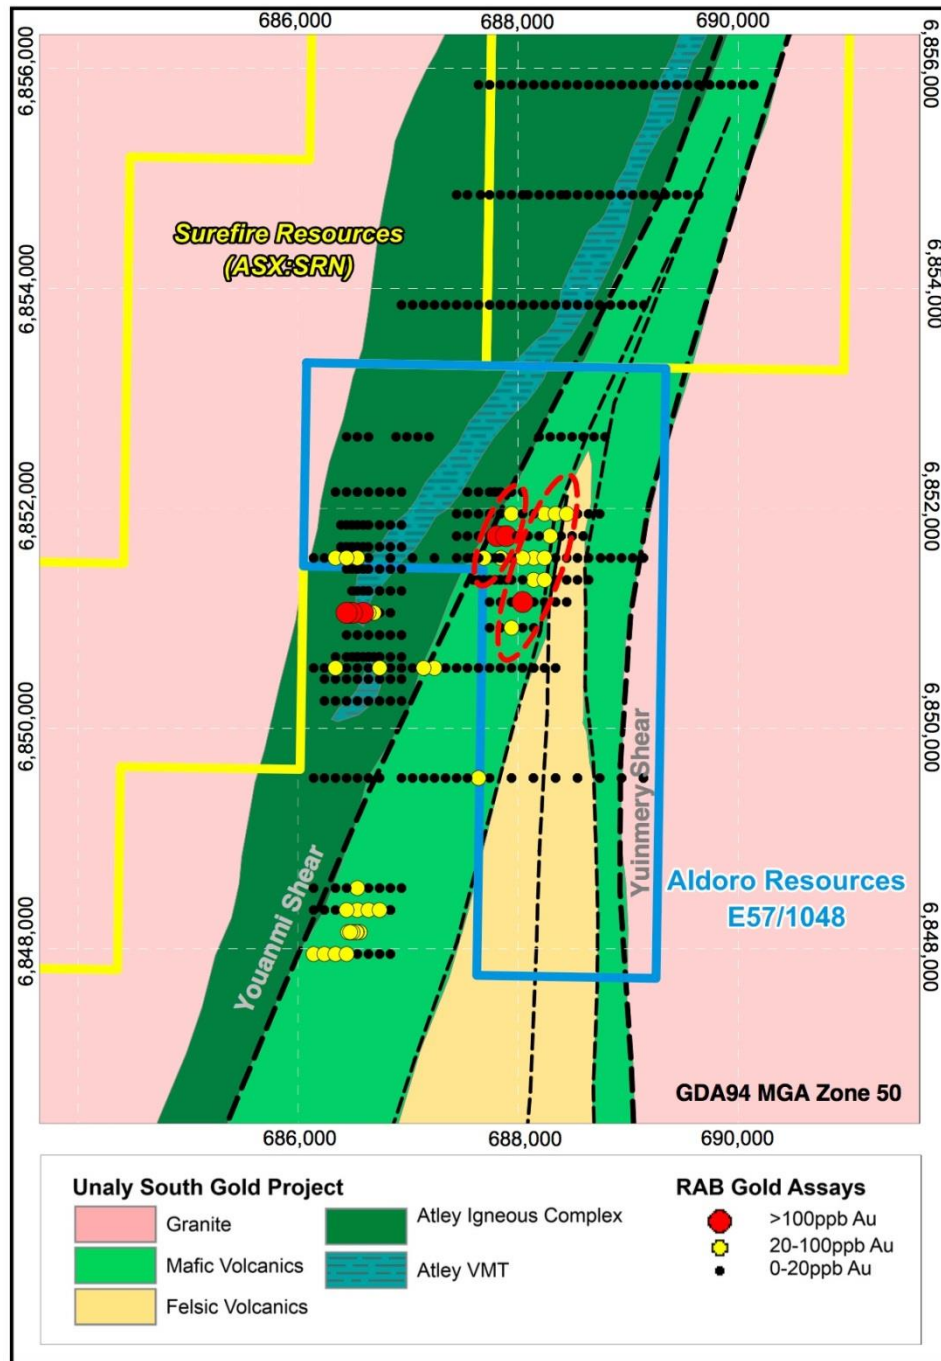 686,000 688,000 690,000
6,856,000 6,856,000
Surefire Resources
(ASX:SRN)
6,854,000 6,854,000
6,852,000 6,852,000
6,850,000 6,850,000
Youanmi Shear
Yuinmery Shear
Aldoro Resources
E57/1048
6,848,000 6,848,000
GDA94 MGA Zone 50
686,000 688,000 690,000
Unaly South Gold Project
Granite
Mafic Volcanics
Felsic Volcanics
Atley Igneous Complex
Atley VMT
RAB Gold Assays
>100ppb Au
20-100ppb Au
0-20ppb Au